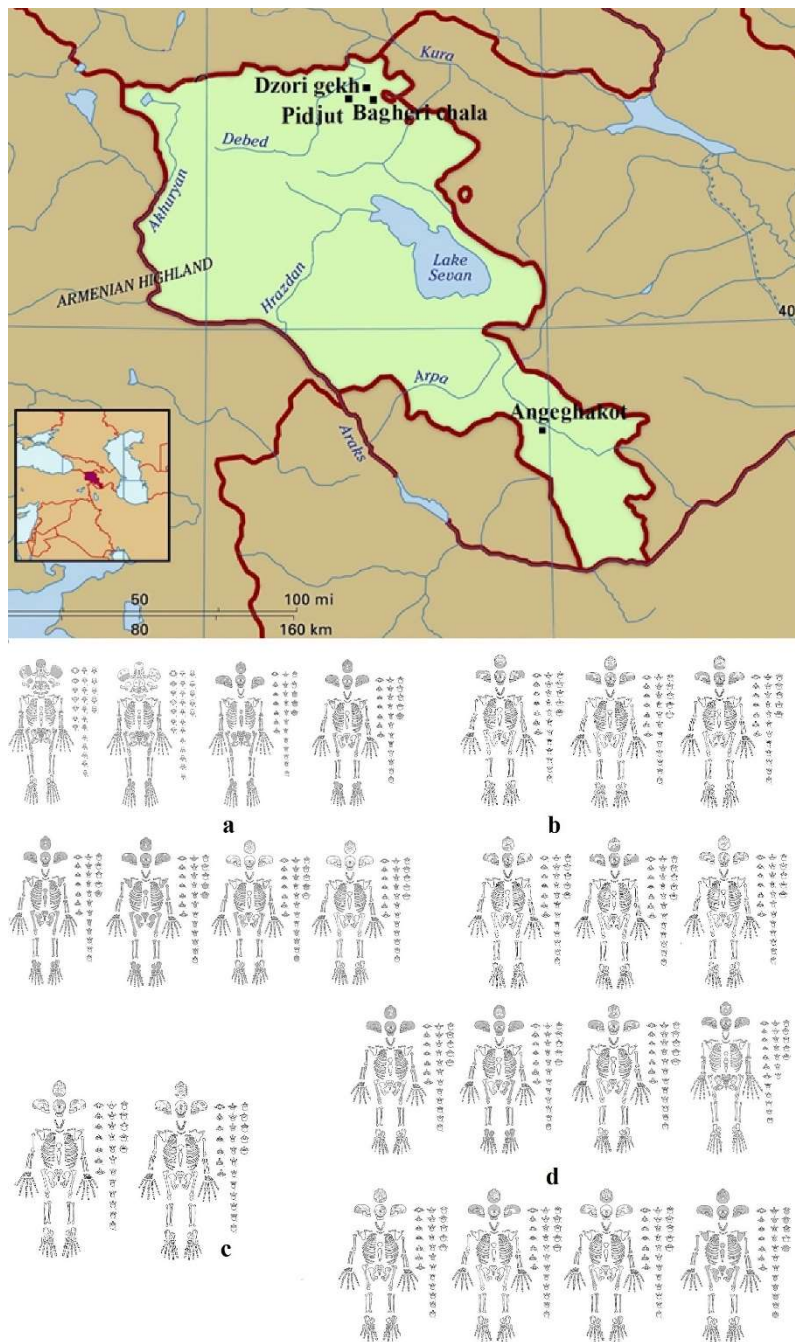 Kura
Dzori gekh
Pidjut Bagheri chala
Debed
Akhuryan
Lake
Sevan
ARMENIAN HIGHLAND
Hrazdan
40
Arpa
Angeghakot
Araks
50 100 mi
80 160 km
a
b
c
d